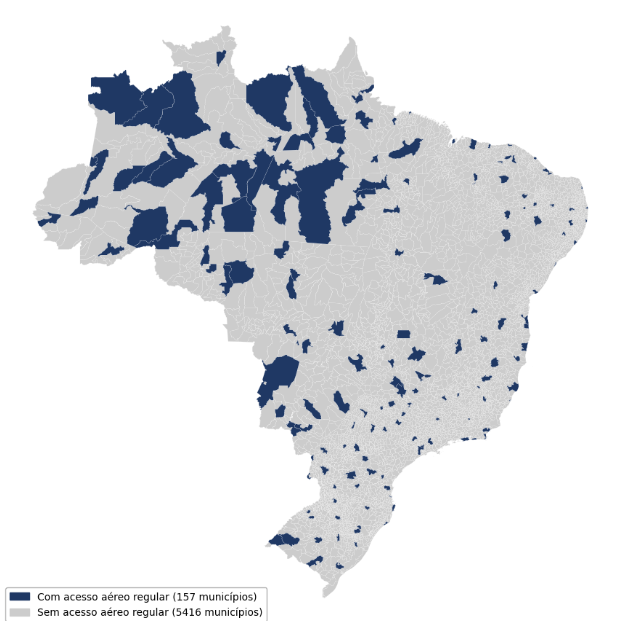 Com acesso aéreo regular (157 municípios)
Sem acesso aéreo regular (5416 municípios)